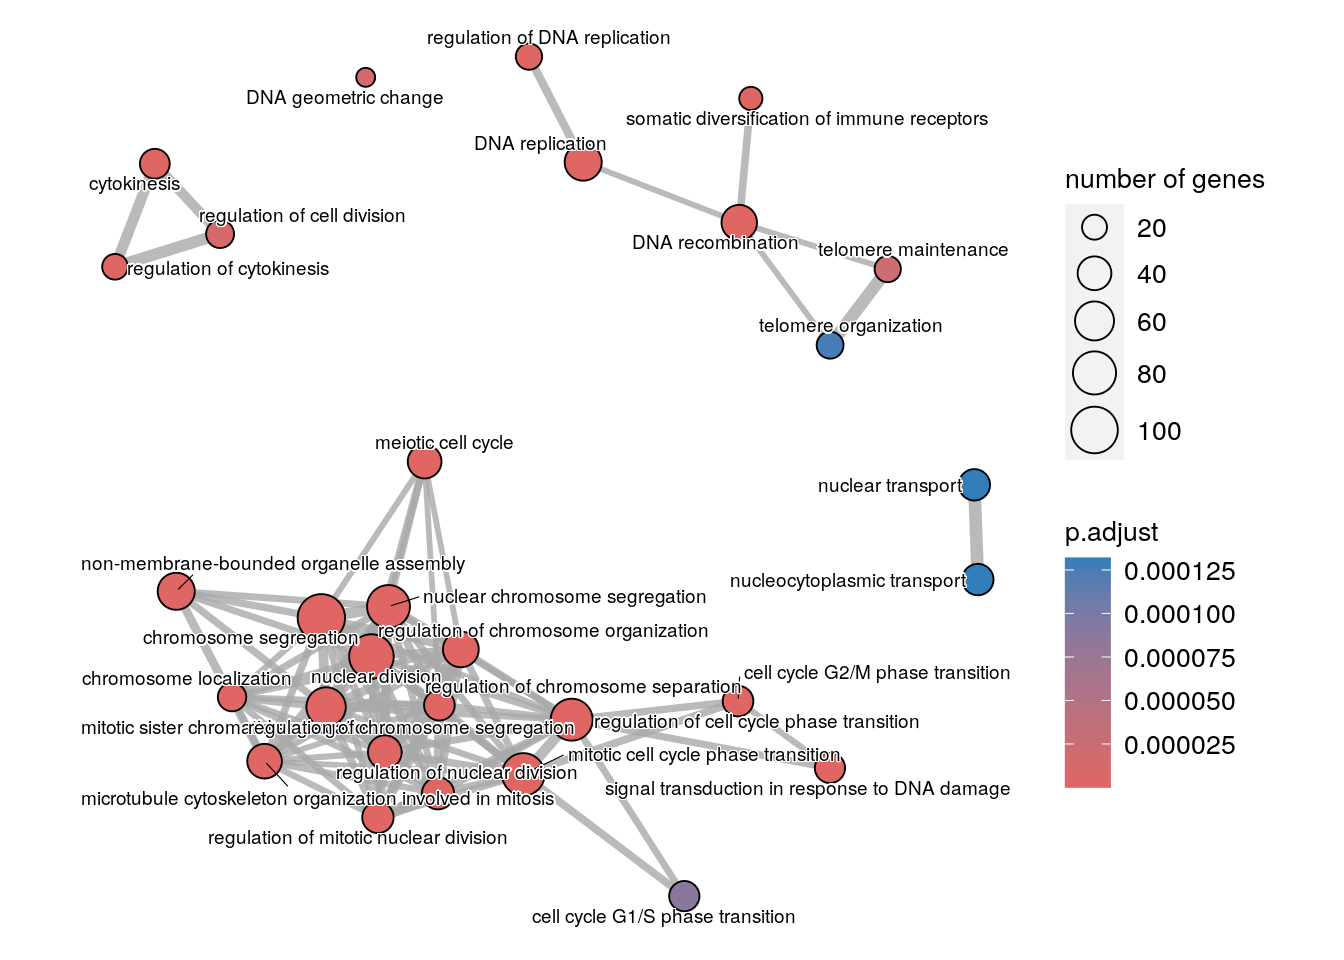 regulation of DNA replication
DNA geometric change
somatic diversification of immune receptors
DNA replication
cytokinesis
regulation of cell division
DNA recombination
telomere maintenance
regulation of cytokinesis
telomere organization
meiotic cell cycle
nuclear transport
non-membrane-bounded organelle assembly
nucleocytoplasmic transport
nuclear chromosome segregation
regulation of chromosome organization
chromosome segregation
cell cycle G2/M phase transition
chromosome localization
nuclear division
regulation of chromosome separation
regulation of cell cycle phase transition
mitotic sister
regulation of chromosome segregation
mitotic cell cycle phase transition
regulation of nuclear division
signal transduction in response to DNA damage
microtubule cytoskeleton organization involved in mitosis
regulation of mitotic nuclear division
cell cycle G1/S phase transition
number of genes
20
40
60
80
100
p.adjust
0.000125
0.000100
0.000075
0.000050
0.000025